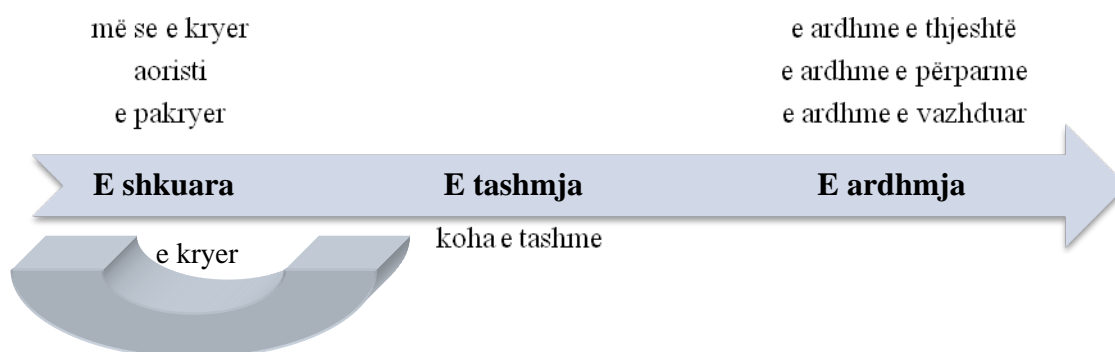 më se e kryer
aoristi
e pakryer
e ardhme e thjeshtë
e ardhme e përparme
e ardhme e vazhduar
E shkuara
E tashmja
E ardhmja
e kryer
koha e tashme